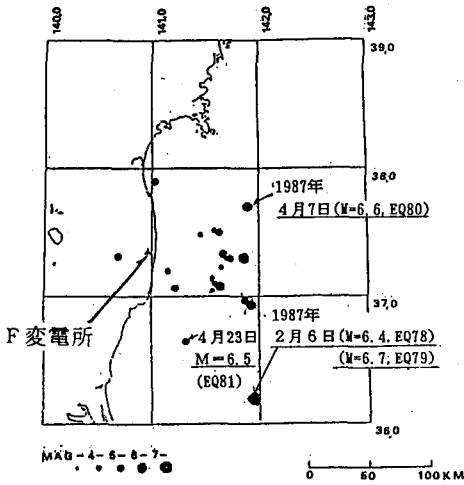 140.0
141.0
142.0
143.0
39.0
38.0
1987年
4月7日(M=6.6, EQ80)
37.0
1987年
F変電所
4月23日
2月6日(M=6.4, EQ78)
M=6.5
(M=6.7; EQ79)
(EQ81)
36.0
MAG - 4 - 5 - 6 - 7 -
0 50 100 KM